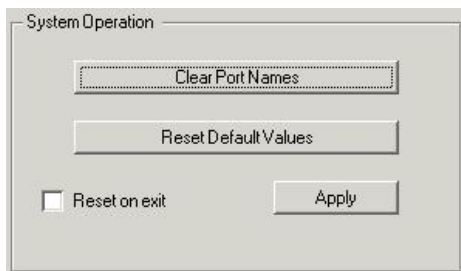 System Operation
Clear Port Names
Reset Default Values
Reset on exit
Apply